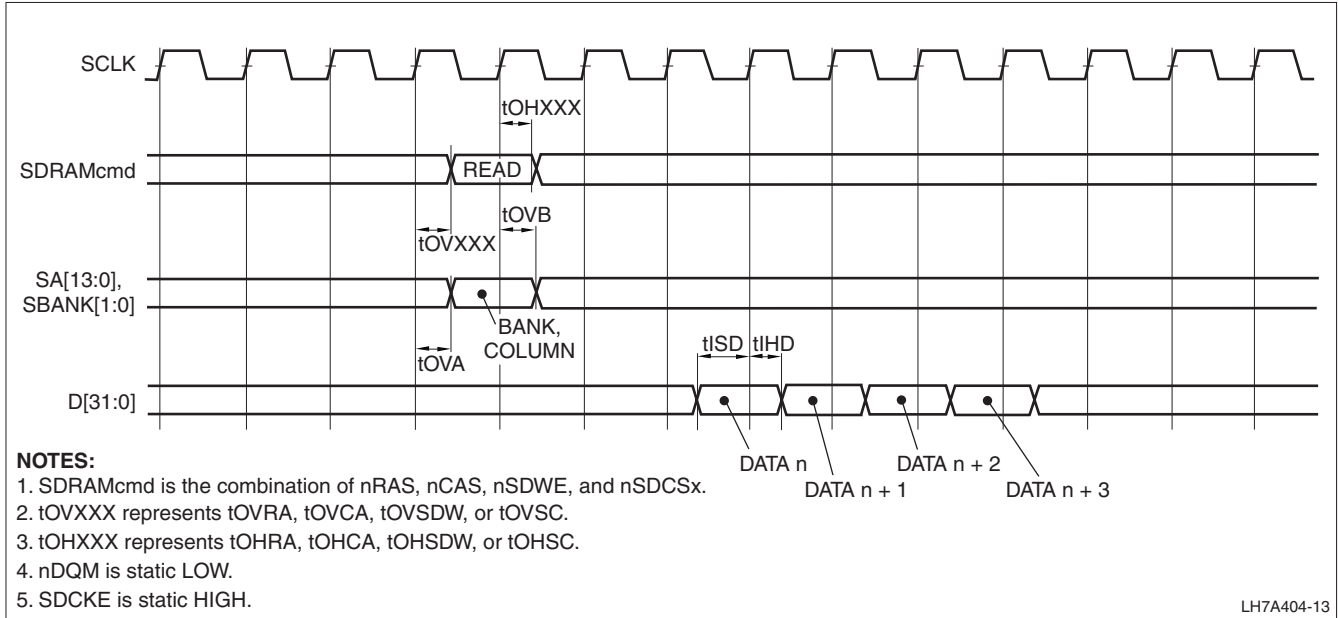 SCLK
tOHXXX
SDRAMcmd
READ
tOVB
tOVXXX
SA[13:0],
SBANK[1:0]
BANK,
COLUMN
tOVA
tISD
tIHD
D[31:0]
DATA n
DATA n + 1
DATA n + 2
DATA n + 3
NOTES:
1. SDRAMcmd is the combination of nRAS, nCAS, nSDWE, and nSDCSx.
2. tOVXXX represents tOVRA, tOVCA, tOVSDW, or tOVSC.
3. tOHXXX represents tOHRA, tOHCA, tOHSDW, or tOHSC.
4. nDQM is static LOW.
5. SDCKE is static HIGH.
LH7A404-13